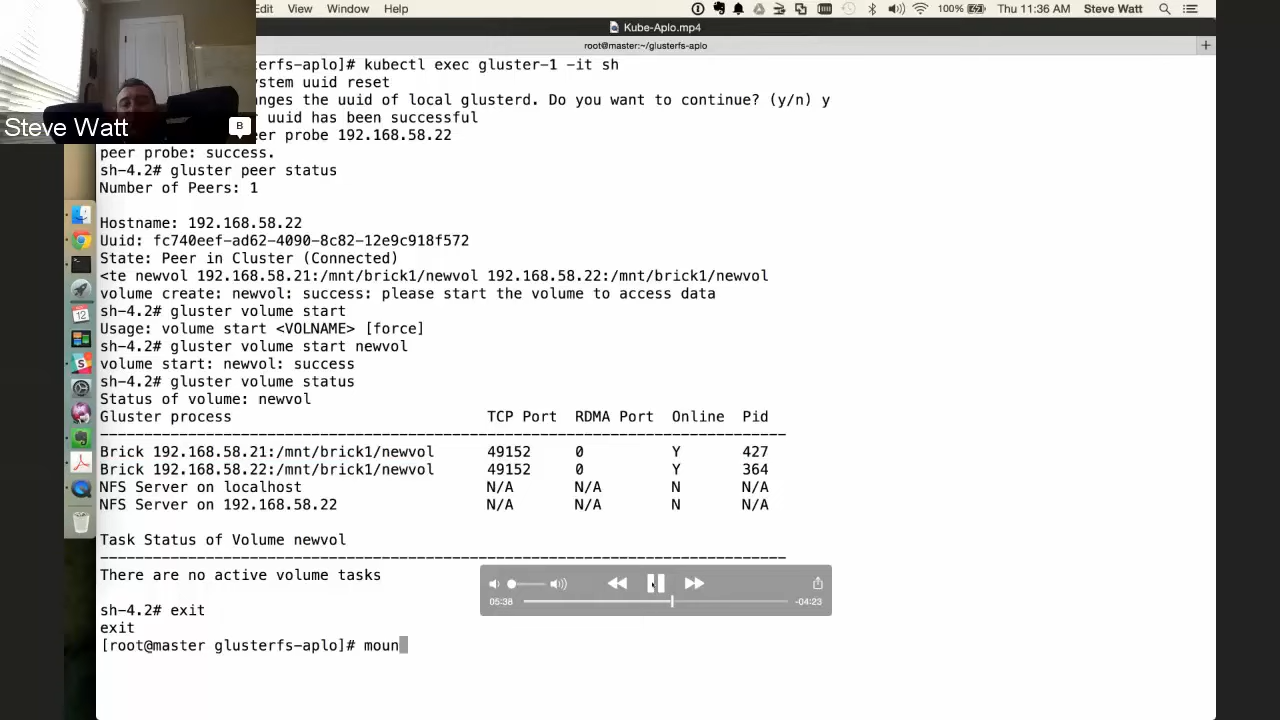 Edit View Window Help 100% Thu 11:36 AM Steve Watt
Kube-Aplo.mp4
root@master:~/glusterfs-aplo
erfs-aplo]# kubectl exec gluster-1 -it sh
ystem uuid reset
anges the uuid of local glusterd. Do you want to continue? (y/n) y
uuid has been successful
eer probe 192.168.58.22
Steve Watt
B
peer probe: success.
sh-4.2# gluster peer status
Number of Peers: 1
Hostname: 192.168.58.22
Uuid: fc740eef-ad62-4090-8c82-12e9c918f572
State: Peer in Cluster (Connected)
<te newvol 192.168.58.21:/mnt/brick1/newvol 192.168.58.22:/mnt/brick1/newvol
volume create: newvol: success: please start the volume to access data
sh-4.2# gluster volume start
Usage: volume start <VOLNAME> [force]
sh-4.2# gluster volume start newvol
volume start: newvol: success
sh-4.2# gluster volume status
Status of volume: newvol
Gluster process TCP Port RDMA Port Online Pid
------------------------------------------------------------------------------
Brick 192.168.58.21:/mnt/brick1/newvol 49152 0 Y 427
Brick 192.168.58.22:/mnt/brick1/newvol 49152 0 Y 364
NFS Server on localhost N/A N/A N N/A
NFS Server on 192.168.58.22 N/A N/A N N/A
Task Status of Volume newvol
------------------------------------------------------------------------------
There are no active volume tasks
05:38 -04:23
sh-4.2# exit
exit
[root@master glusterfs-aplo]# moun
12